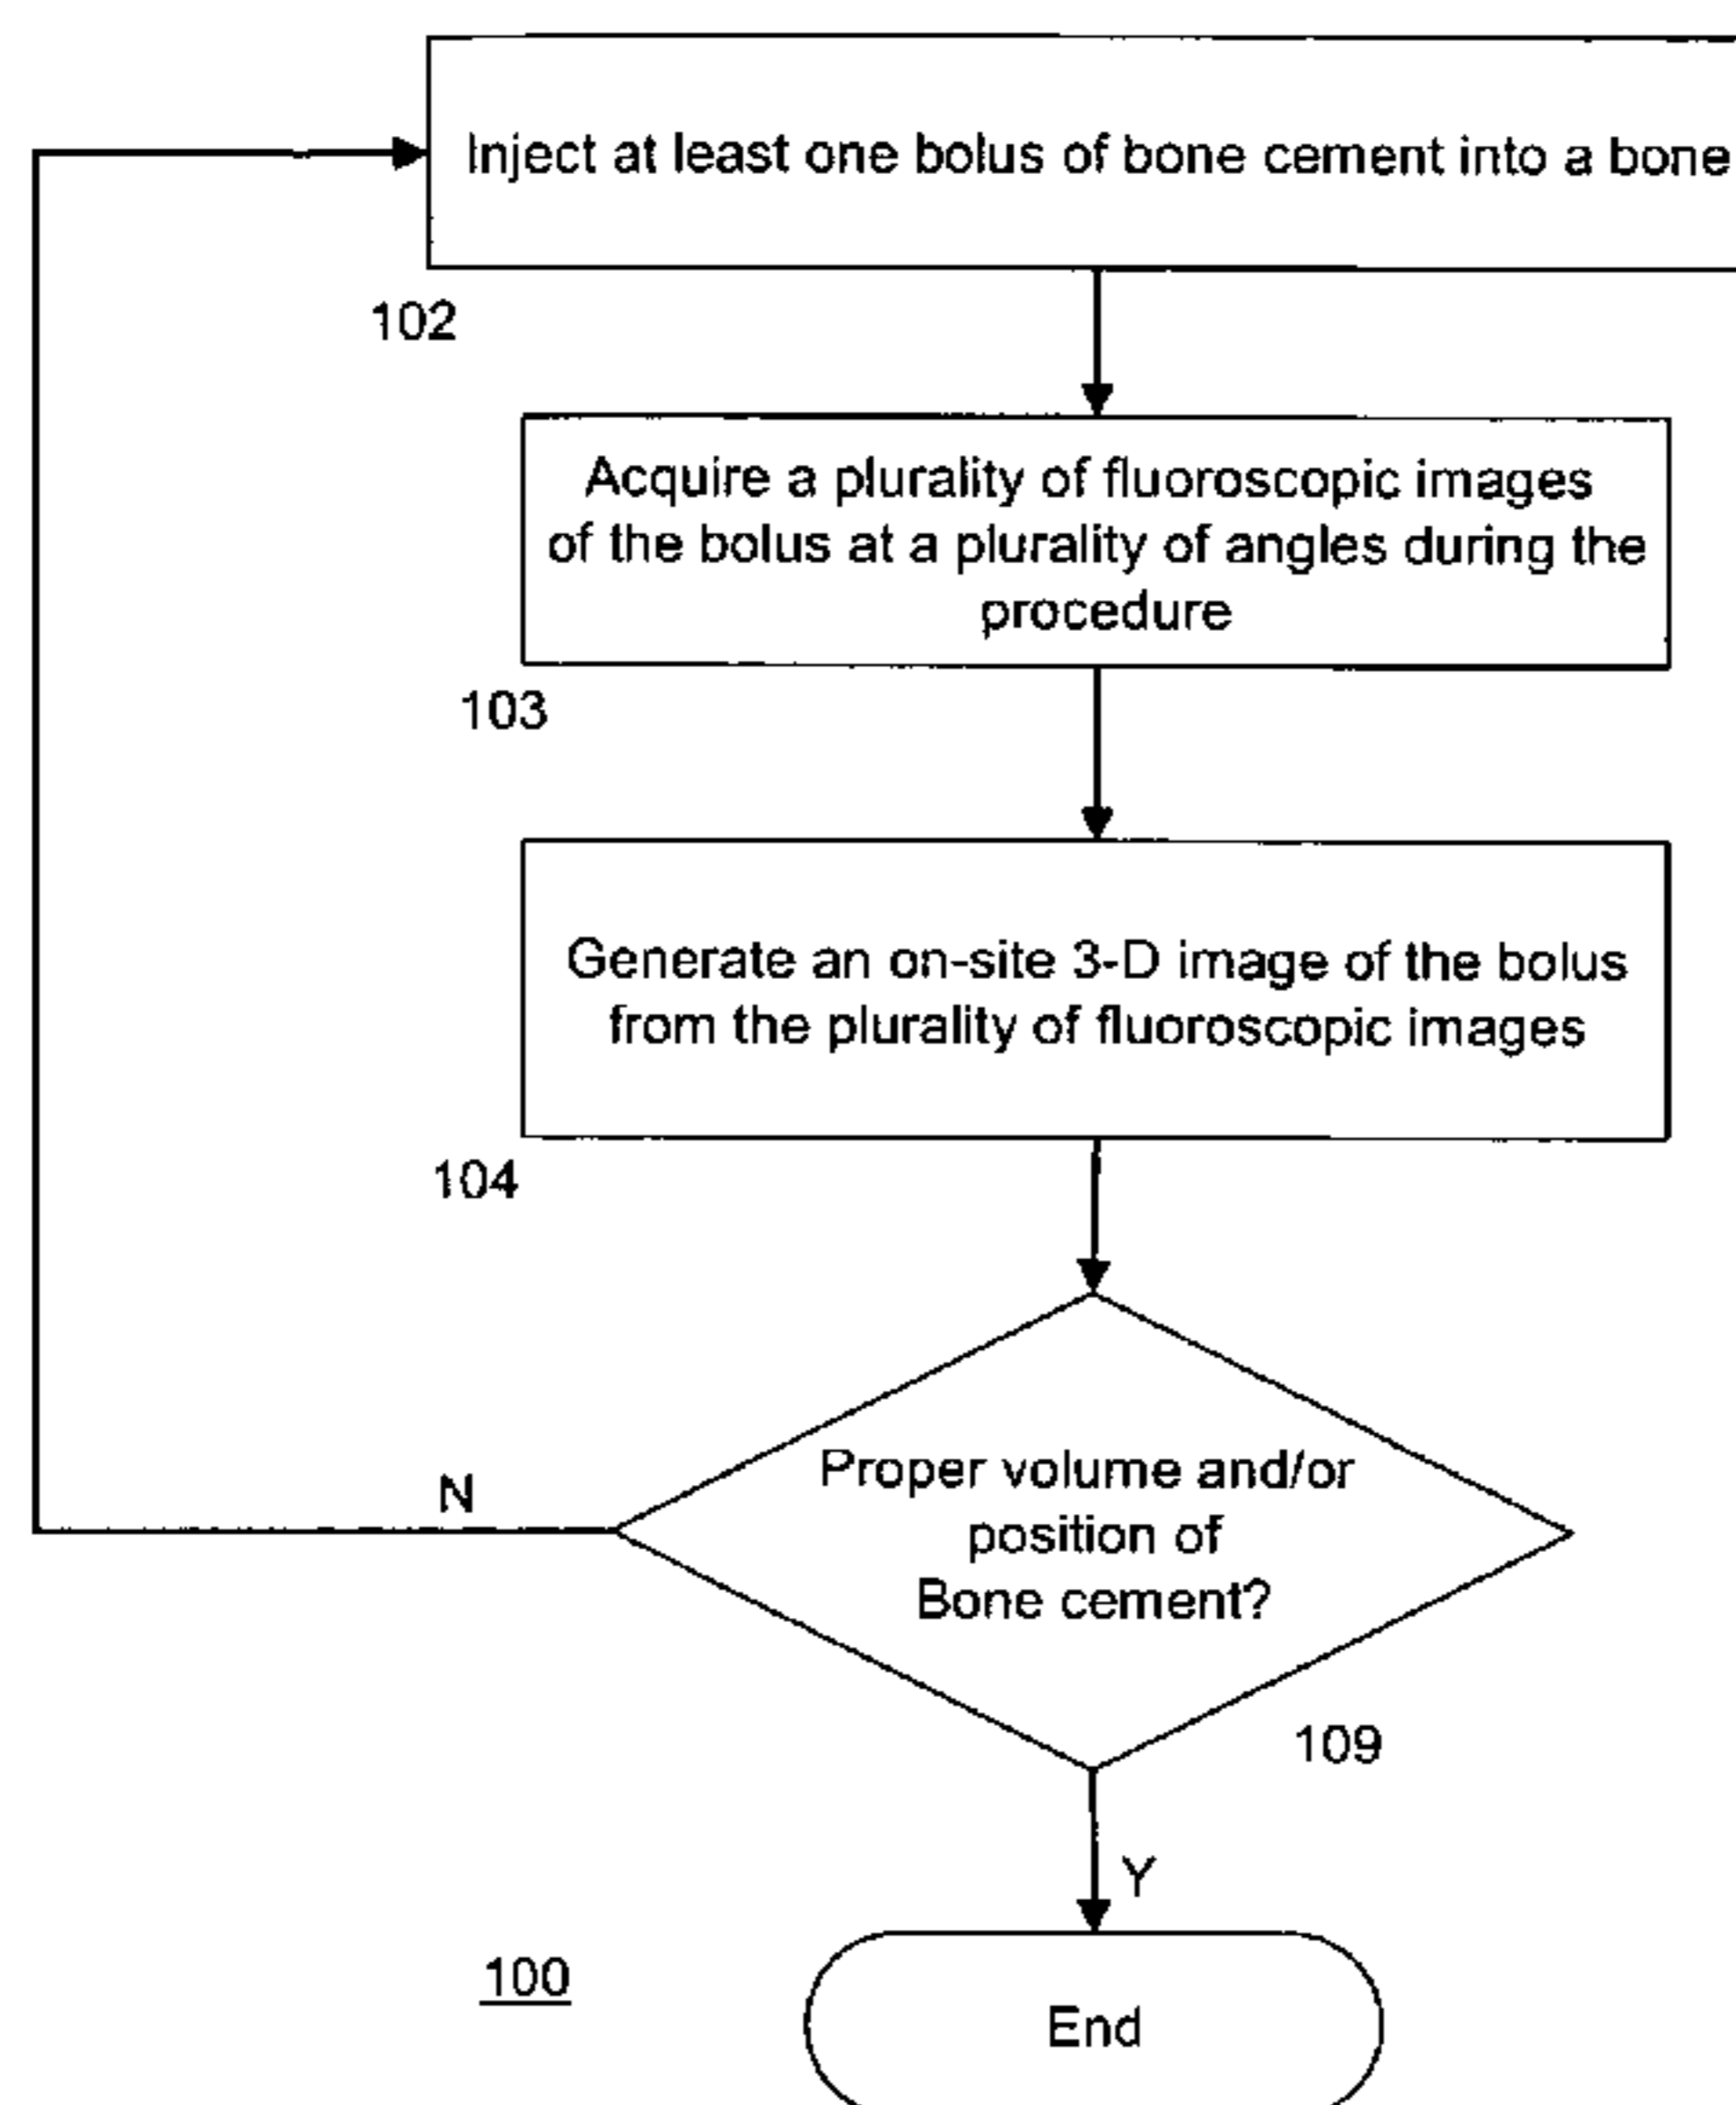 Inject at least one bolus of bone cement into a bone
102
Acquire a plurality of fluoroscopic images
of the bolus at a plurality of angles during the
procedure
103
Generate an on-site 3-D image of the bolus
from the plurality of fluoroscopic images
104
Proper volume and/or
position of
Bone cement?
N
109
Y
100
End